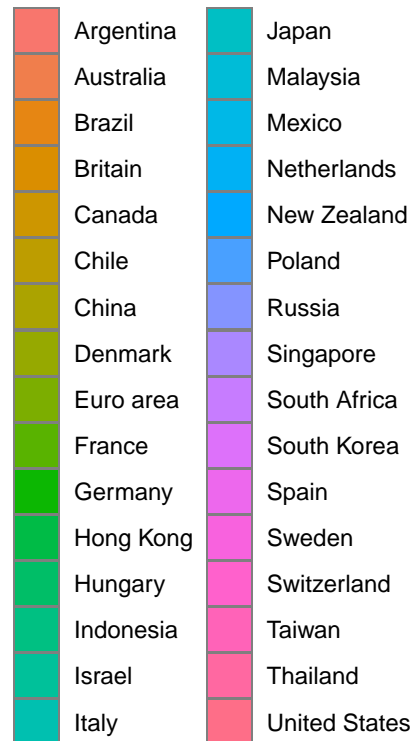 Argentina
Australia
Brazil
Britain
Canada
Chile
China
Denmark
Euro area
France
Germany
Hong Kong
Hungary
Indonesia
Israel
Italy
Japan
Malaysia
Mexico
Netherlands
New Zealand
Poland
Russia
Singapore
South Africa
South Korea
Spain
Sweden
Switzerland
Taiwan
Thailand
United States